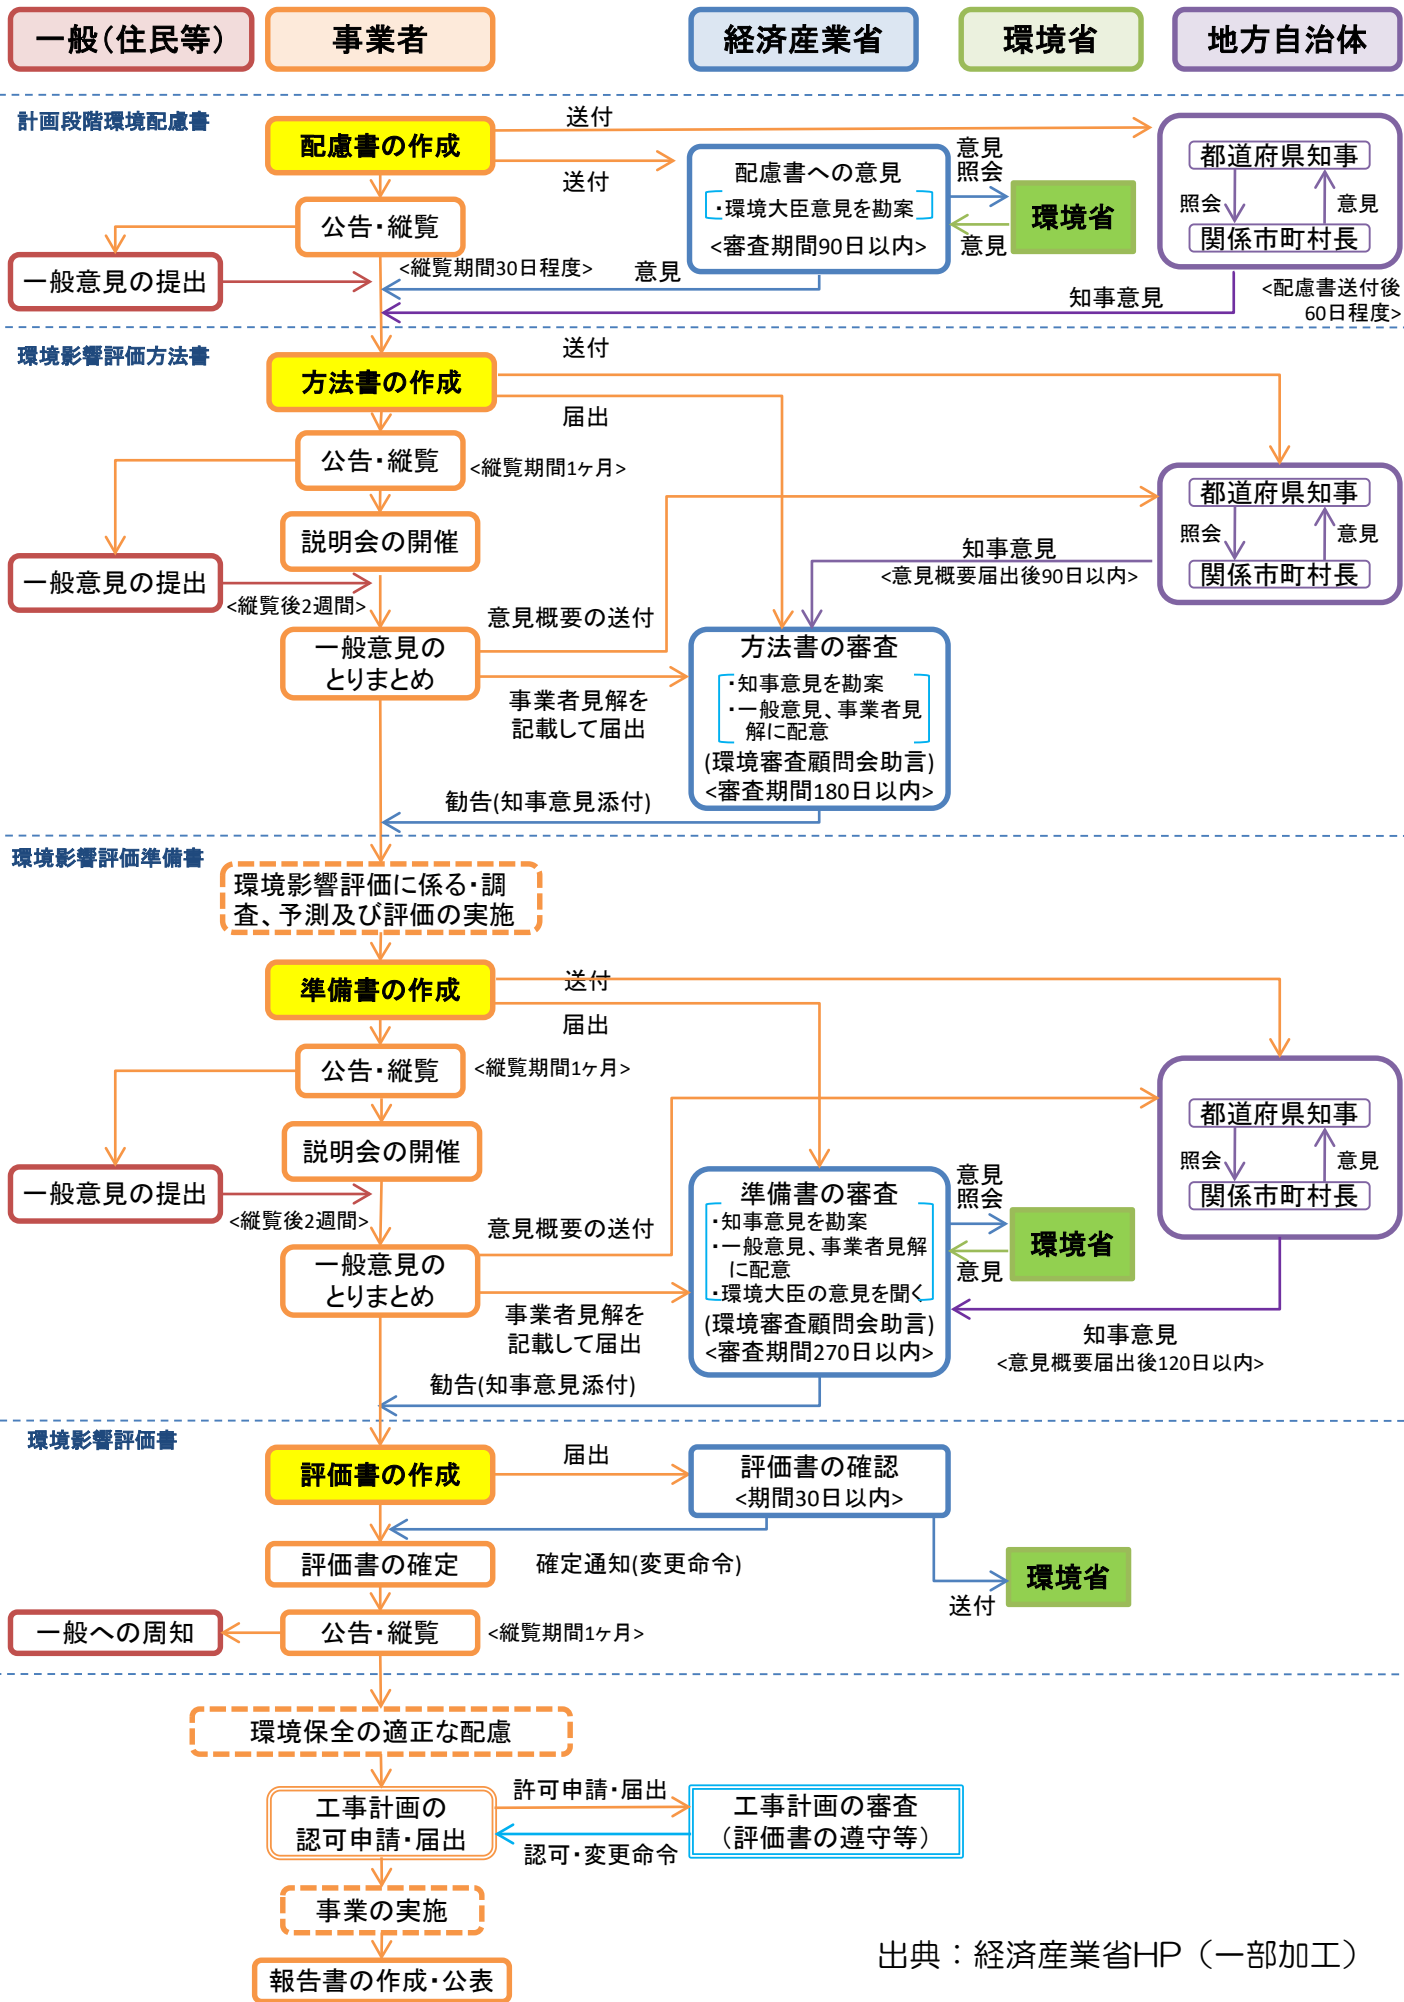 一般(住民等)
事業者
経済産業省
環境省
地方自治体
計画段階環境配慮書
配慮書の作成
送付
送付
公告・縦覧
<縦覧期間30日程度>
一般意見の提出
配慮書への意見
・環境大臣意見を勘案
<審査期間90日以内>
意見
照会
意見
環境省
都道府県知事
照会
意見
関係市町村長
意見
知事意見
<配慮書送付後
60日程度>
環境影響評価方法書
方法書の作成
送付
届出
公告・縦覧
<縦覧期間1ヶ月>
説明会の開催
一般意見の提出
<縦覧後2週間>
一般意見の
とりまとめ
意見概要の送付
事業者見解を
記載して届出
都道府県知事
照会
意見
関係市町村長
知事意見
<意見概要届出後90日以内>
方法書の審査
・知事意見を勘案
・一般意見、事業者見
解に配意
(環境審査顧問会助言)
<審査期間180日以内>
勧告(知事意見添付)
環境影響評価準備書
環境影響評価に係る・調
査、予測及び評価の実施
準備書の作成
送付
届出
公告・縦覧
<縦覧期間1ヶ月>
説明会の開催
一般意見の提出
<縦覧後2週間>
一般意見の
とりまとめ
意見概要の送付
事業者見解を
記載して届出
準備書の審査
・知事意見を勘案
・一般意見、事業者見解
に配意
・環境大臣の意見を聞く
(環境審査顧問会助言)
<審査期間270日以内>
意見
照会
意見
環境省
都道府県知事
照会
意見
関係市町村長
知事意見
<意見概要届出後120日以内>
勧告(知事意見添付)
環境影響評価書
評価書の作成
届出
評価書の確認
<期間30日以内>
評価書の確定
確定通知(変更命令)
環境省
送付
一般への周知
公告・縦覧
<縦覧期間1ヶ月>
環境保全の適正な配慮
工事計画の
認可申請・届出
許可申請・届出
認可・変更命令
工事計画の審査
(評価書の遵守等)
事業の実施
報告書の作成・公表
出典:経済産業省HP(一部加工)